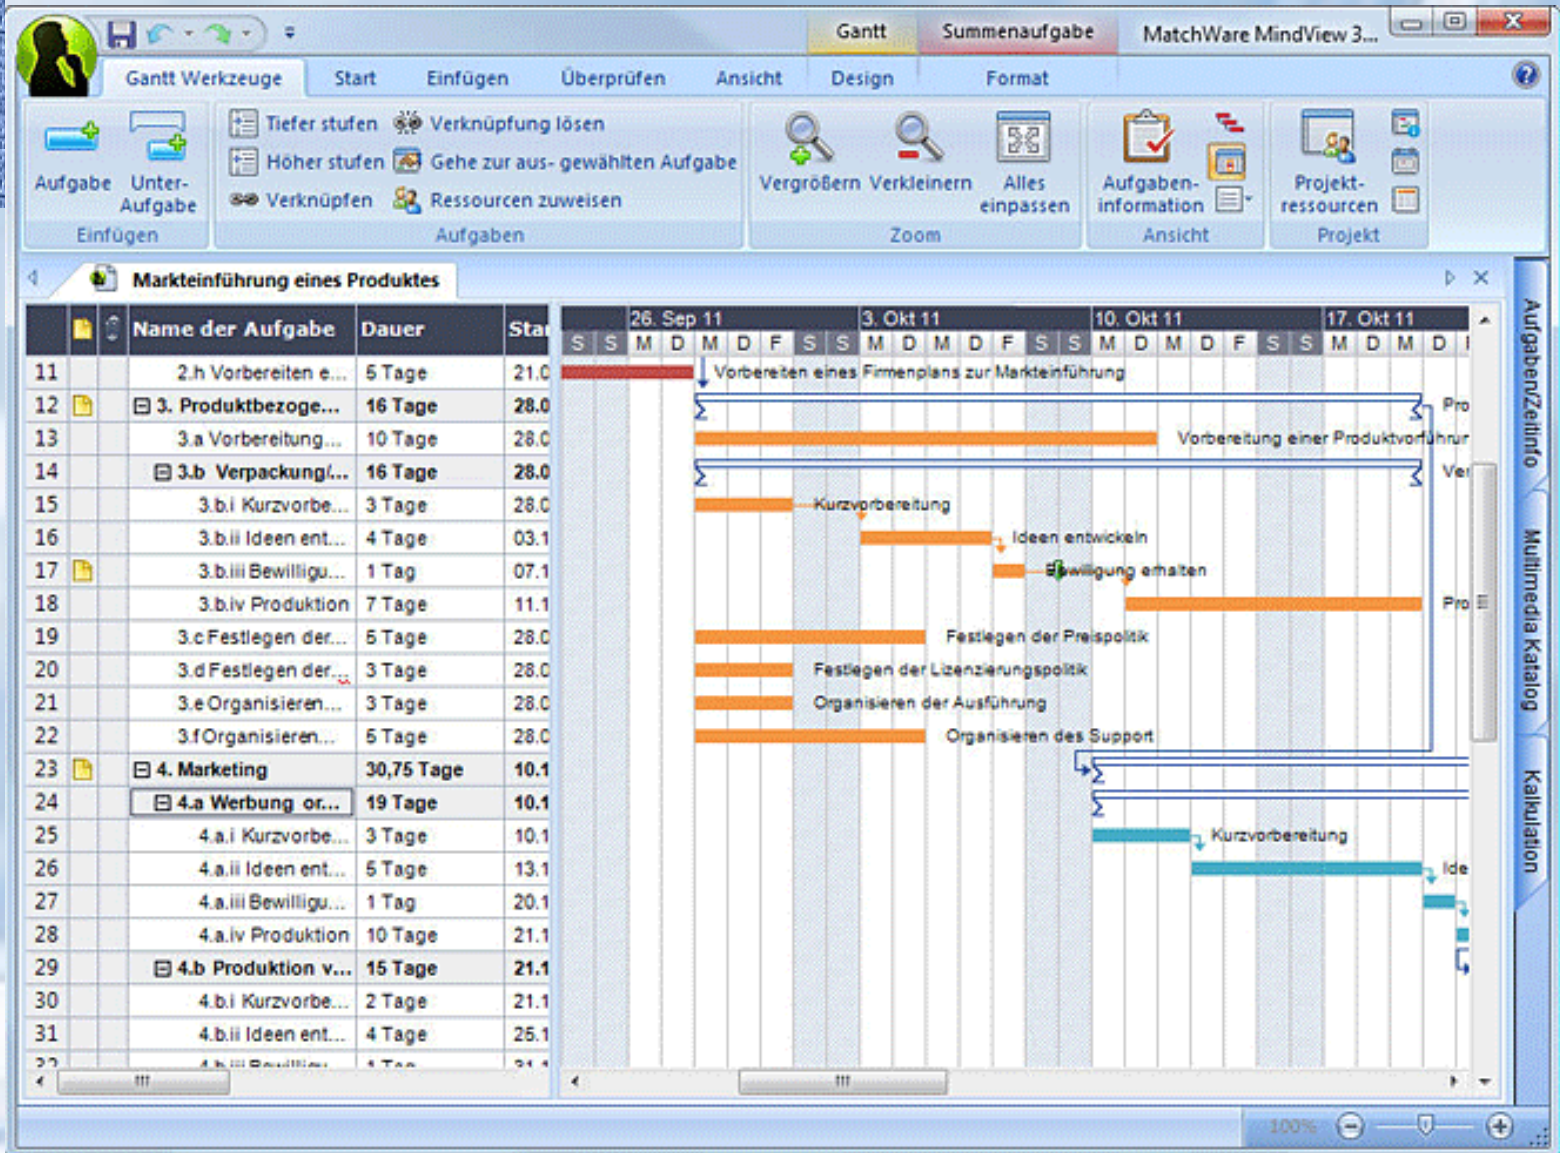 Gantt Summenaufgabe MatchWare MindView 3...
Gantt Werkzeuge Start Einfügen Überprüfen Ansicht Design Format
Tiefer stufen Verknüpfung lösen
Höher stufen Gehe zur aus- gewählten Aufgabe
Verknüpfen Ressourcen zuweisen
Aufgabe Unter-
Aufgabe
Vergrößern Verkleinern Alles
einpassen
Aufgaben-
information
Projekt-
ressourcen
Einfügen Aufgaben Zoom Ansicht Projekt
Markteinführung eines Produktes
Name der Aufgabe Dauer Star
26. Sep 11 3. Okt 11 10. Okt 11 17. Okt 11
S S M D M D F S S M D M D F S S M D M D F S S M D M D
11 2.h Vorbereiten e... 5 Tage 21.0 Vorbereiten eines Firmenplans zur Markteinführung
12 3. Produktbezoge... 16 Tage 28.0 Pro
13 3.a Vorbereitung... 10 Tage 28.0 Vorbereitung einer Produktvorführur
14 3.b Verpackung/... 16 Tage 28.0 Ver
15 3.b.i Kurzvorbe... 3 Tage 28.0 Kurzvorbereitung
16 3.b.ii Ideen ent... 4 Tage 03.1 Ideen entwickeln
17 3.b.iii Bewilligu... 1 Tag 07.1 Bewilligung erhalten
18 3.b.iv Produktion 7 Tage 11.1 Pro
19 3.c Festlegen der... 5 Tage 28.0 Festlegen der Preispolitik
20 3.d Festlegen der... 3 Tage 28.0 Festlegen der Lizenzierungspolitik
21 3.e Organisieren... 3 Tage 28.0 Organisieren der Ausführung
22 3.f Organisieren... 5 Tage 28.0 Organisieren des Support
23 4. Marketing 30,75 Tage 10.1
24 4.a Werbung or... 19 Tage 10.1
25 4.a.i Kurzvorbe... 3 Tage 10.1 Kurzvorbereitung
26 4.a.ii Ideen ent... 5 Tage 13.1 Ide
27 4.a.iii Bewilligu... 1 Tag 20.1
28 4.a.iv Produktion 10 Tage 21.1
29 4.b Produktion v... 15 Tage 21.1
30 4.b.i Kurzvorbe... 2 Tage 21.1
31 4.b.ii Ideen ent... 4 Tage 25.1
Aufgaben/Zeitinfo
Multimedia Katalog
Kalkulation
100%